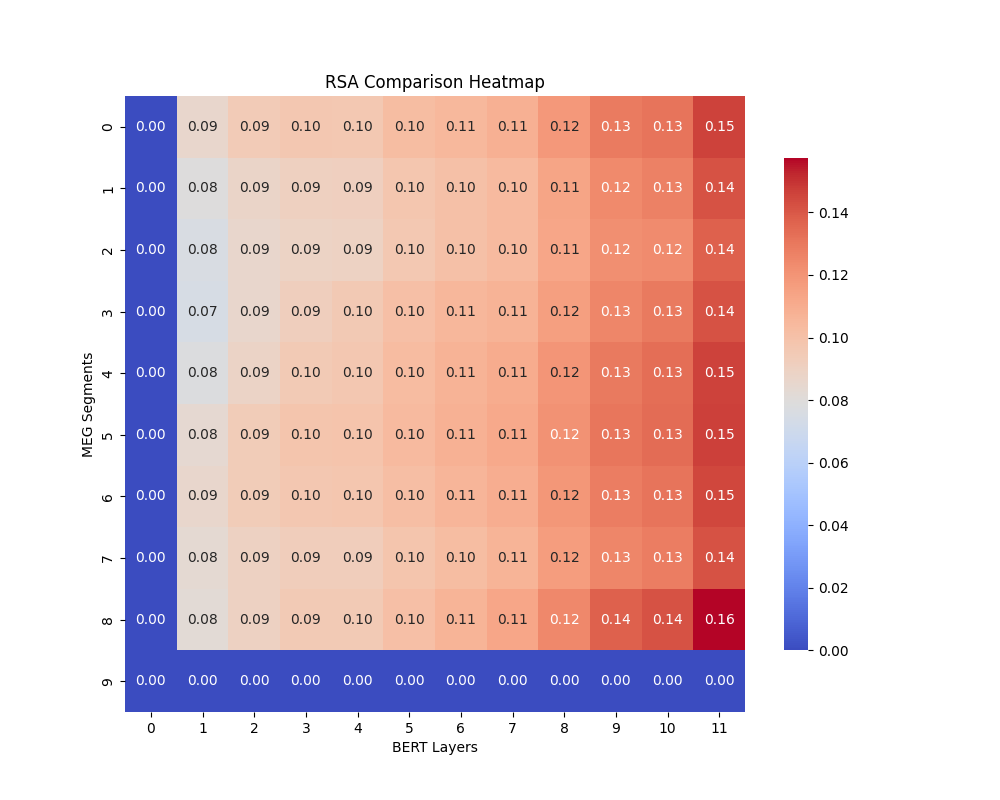 RSA Comparison Heatmap
0 0.00 0.09 0.09 0.10 0.10 0.10 0.11 0.11 0.12 0.13 0.13 0.15
1 0.00 0.08 0.09 0.09 0.09 0.10 0.10 0.10 0.11 0.12 0.13 0.14
2 0.00 0.08 0.09 0.09 0.09 0.10 0.10 0.10 0.11 0.12 0.12 0.14
3 0.00 0.07 0.09 0.09 0.10 0.10 0.11 0.11 0.12 0.13 0.13 0.14
4 0.00 0.08 0.09 0.10 0.10 0.10 0.11 0.11 0.12 0.13 0.13 0.15
5 0.00 0.08 0.09 0.10 0.10 0.10 0.11 0.11 0.12 0.13 0.13 0.15
6 0.00 0.09 0.09 0.10 0.10 0.10 0.11 0.11 0.12 0.13 0.13 0.15
7 0.00 0.08 0.09 0.09 0.09 0.10 0.10 0.11 0.12 0.13 0.13 0.14
8 0.00 0.08 0.09 0.09 0.10 0.10 0.11 0.11 0.12 0.14 0.14 0.16
9 0.00 0.00 0.00 0.00 0.00 0.00 0.00 0.00 0.00 0.00 0.00 0.00
0 1 2 3 4 5 6 7 8 9 10 11
BERT Layers
MEG Segments
0.14
0.12
0.10
0.08
0.06
0.04
0.02
0.00